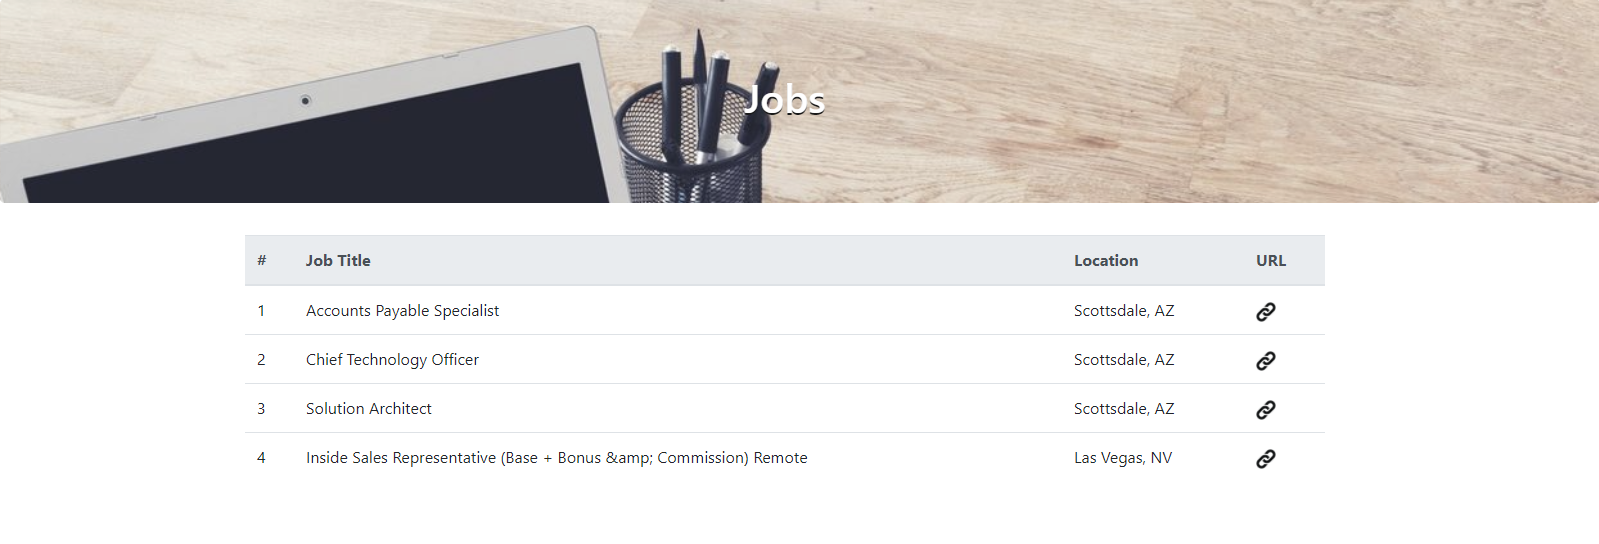 Jobs
# Job Title Location URL
1 Accounts Payable Specialist Scottsdale, AZ
2 Chief Technology Officer Scottsdale, AZ
3 Solution Architect Scottsdale, AZ
4 Inside Sales Representative (Base + Bonus &amp; Commission) Remote Las Vegas, NV